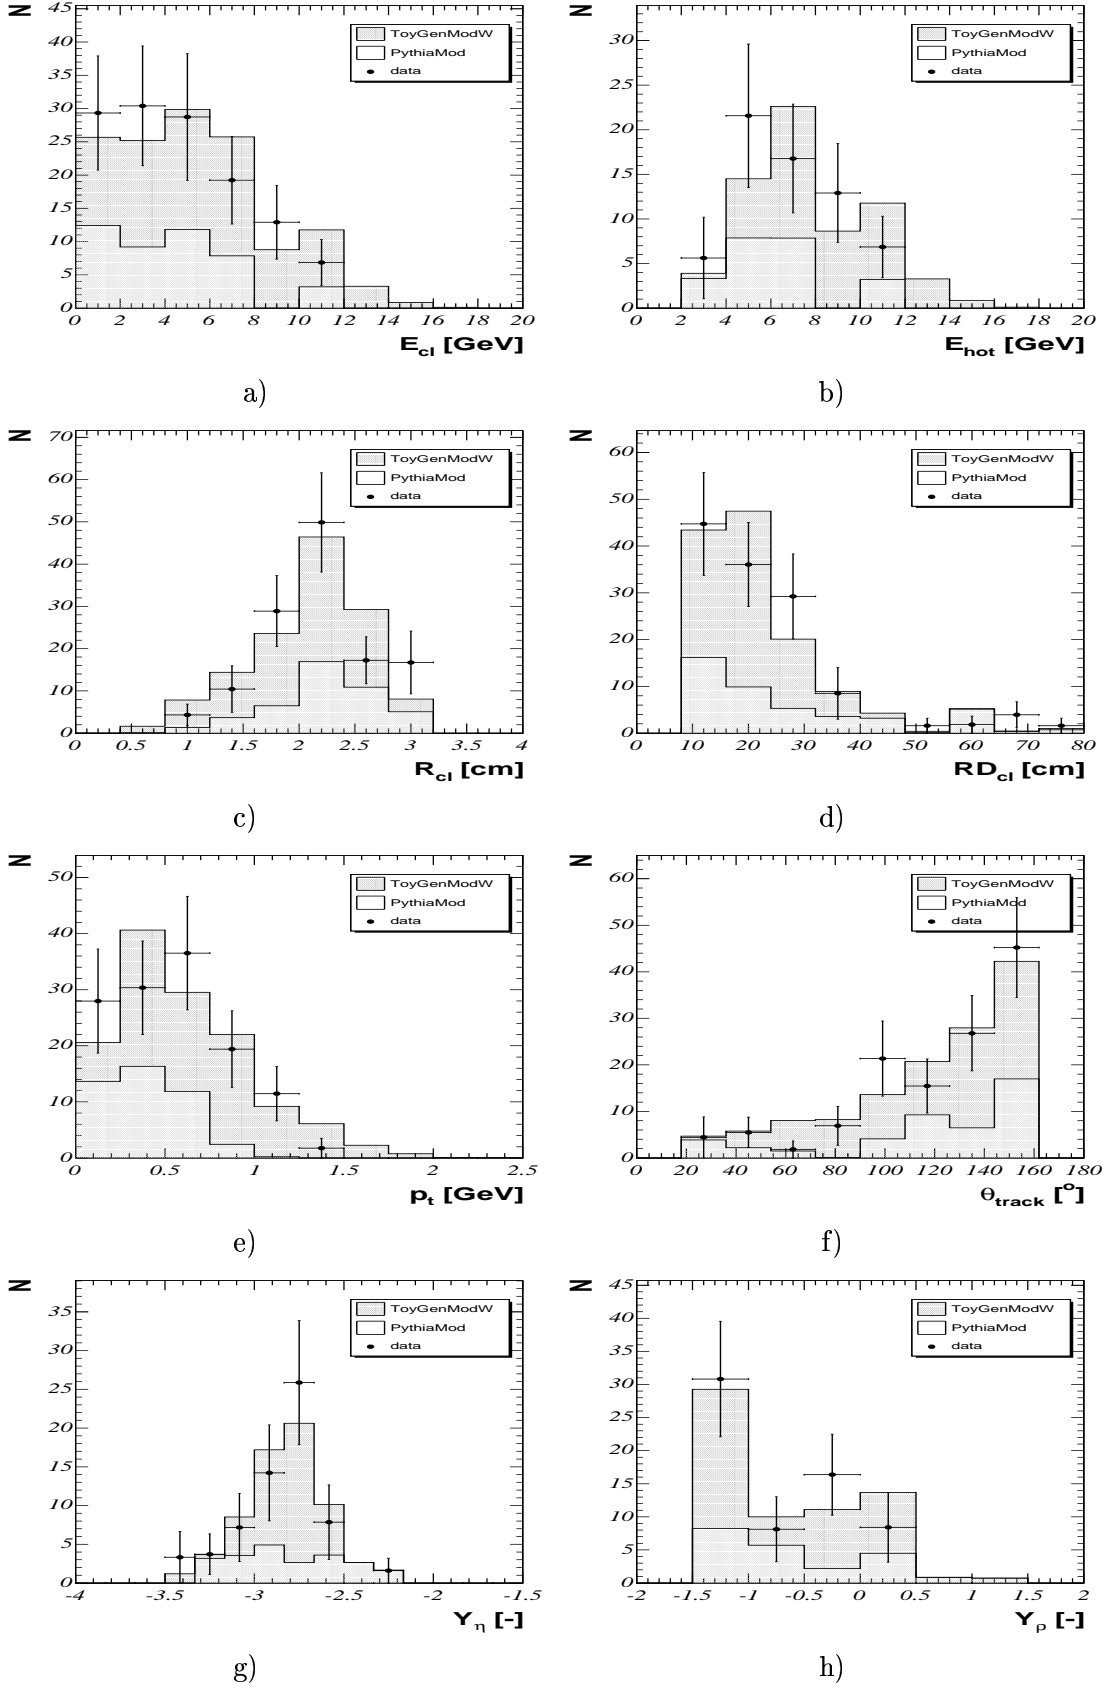 N
45
40
35
30
25
20
15
10
5
0
ToyGenModW
PythiaMod
data
0 2 4 6 8 10 12 14 16 18 20
E_cl [GeV]
a)
N
30
25
20
15
10
5
0
ToyGenModW
PythiaMod
data
0 2 4 6 8 10 12 14 16 18 20
E_hot [GeV]
b)
N
70
60
50
40
30
20
10
0
ToyGenModW
PythiaMod
data
0 0.5 1 1.5 2 2.5 3 3.5 4
R_cl [cm]
c)
N
60
50
40
30
20
10
0
ToyGenModW
PythiaMod
data
0 10 20 30 40 50 60 70 80
RD_cl [cm]
d)
N
50
40
30
20
10
0
ToyGenModW
PythiaMod
data
0 0.5 1 1.5 2 2.5
p_t [GeV]
e)
N
60
50
40
30
20
10
0
ToyGenModW
PythiaMod
data
0 20 40 60 80 100 120 140 160 180
θ_track [°]
f)
N
35
30
25
20
15
10
5
0
ToyGenModW
PythiaMod
data
-4 -3.5 -3 -2.5 -2 -1.5
Y_η [-]
g)
N
45
40
35
30
25
20
15
10
5
0
ToyGenModW
PythiaMod
data
-2 -1.5 -1 -0.5 0 0.5 1 1.5 2
Y_ρ [-]
h)